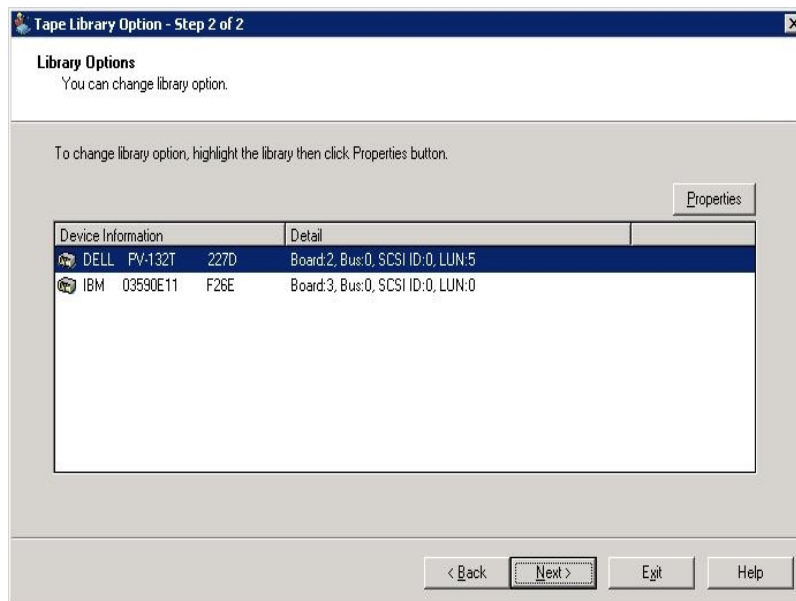 Tape Library Option - Step 2 of 2
Library Options
You can change library option.
To change library option, highlight the library then click Properties button.
Properties
Device Information Detail
DELL PV-132T 227D Board:2, Bus:0, SCSI ID:0, LUN:5
IBM 03590E11 F26E Board:3, Bus:0, SCSI ID:0, LUN:0
< Back Next > Exit Help